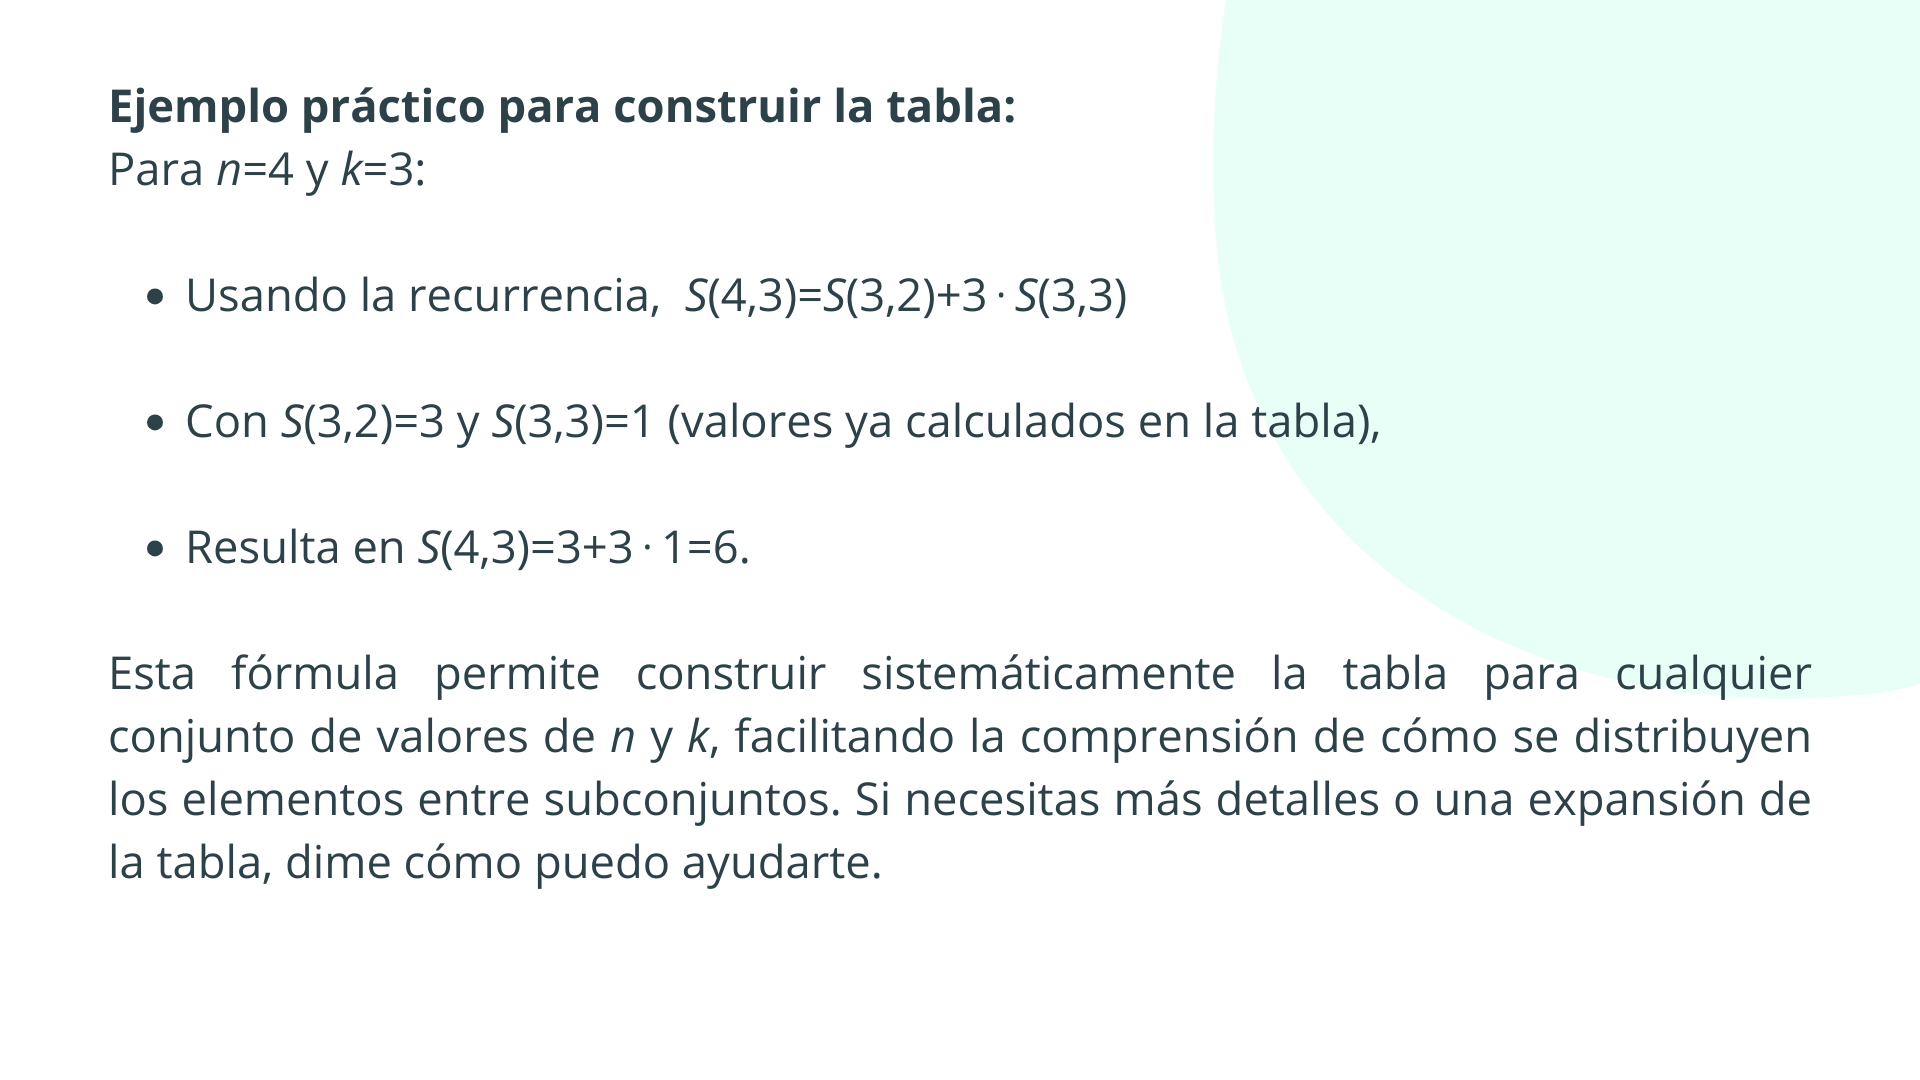 Ejemplo práctico para construir la tabla:
Para n=4 y k=3:
• Usando la recurrencia,  S(4,3)=S(3,2)+3·S(3,3)
• Con S(3,2)=3 y S(3,3)=1 (valores ya calculados en la tabla),
• Resulta en S(4,3)=3+3·1=6.
Esta fórmula permite construir sistemáticamente la tabla para cualquier
conjunto de valores de n y k, facilitando la comprensión de cómo se distribuyen
los elementos entre subconjuntos. Si necesitas más detalles o una expansión de
la tabla, dime cómo puedo ayudarte.